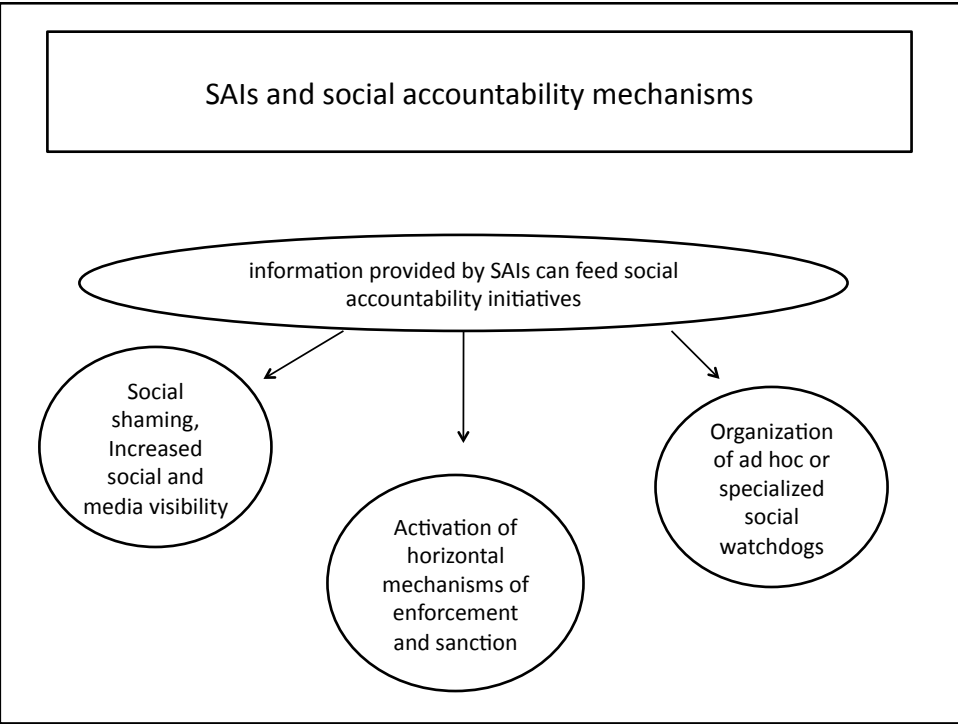 SAIs and social accountability mechanisms
information provided by SAIs can feed social
accountability initiatives
Social
shaming,
Increased
social and
media visibility
Activation of
horizontal
mechanisms of
enforcement
and sanction
Organization
of ad hoc or
specialized
social
watchdogs